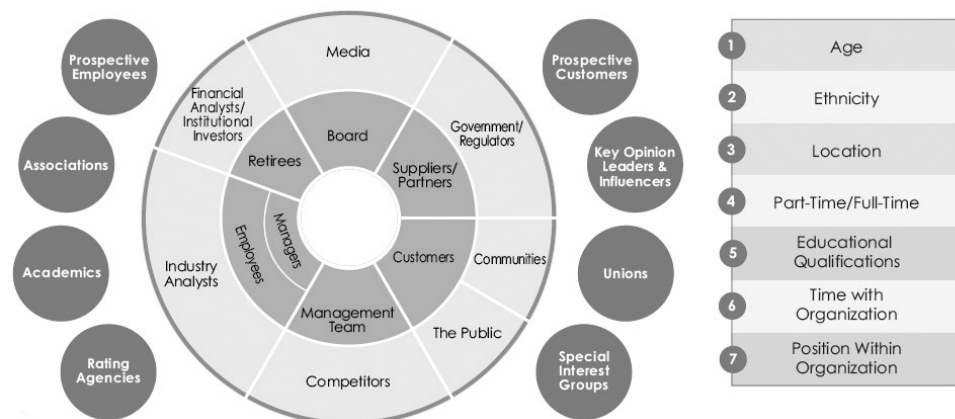 Prospective
Employees
Associations
Academics
Rating
Agencies
Media
Financial
Analysts/
Institutional
Investors
Government/
Regulators
Board
Retirees
Suppliers/
Partners
Managers
Employees
Customers
Management
Team
Industry
Analysts
Communities
The Public
Competitors
Prospective
Customers
Key Opinion
Leaders &
Influencers
Unions
Special
Interest
Groups
1 Age
2 Ethnicity
3 Location
4 Part-Time/Full-Time
5 Educational
Qualifications
6 Time with
Organization
7 Position Within
Organization